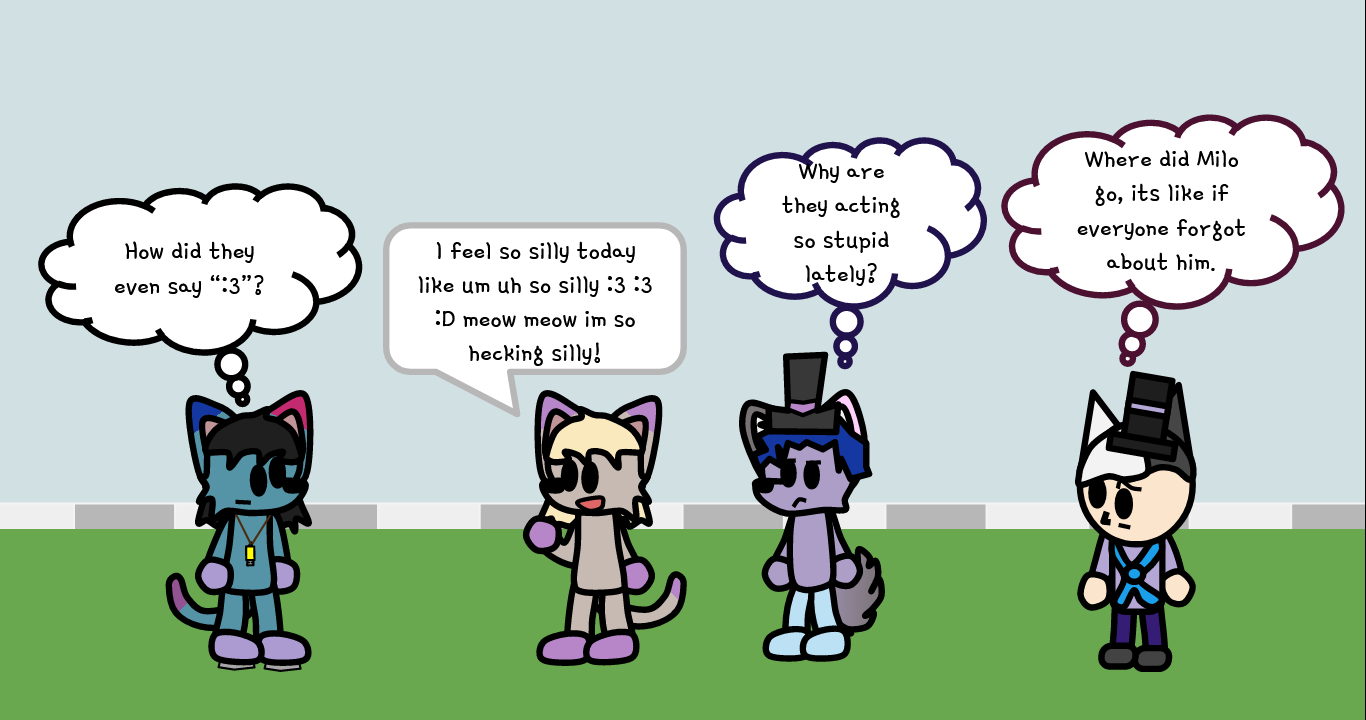 How did they
even say “:3”?
I feel so silly today
like um uh so silly :3 :3
:D meow meow im so
hecking silly!
Why are
they acting
so stupid
lately?
Where did Milo
go, its like if
everyone forgot
about him.